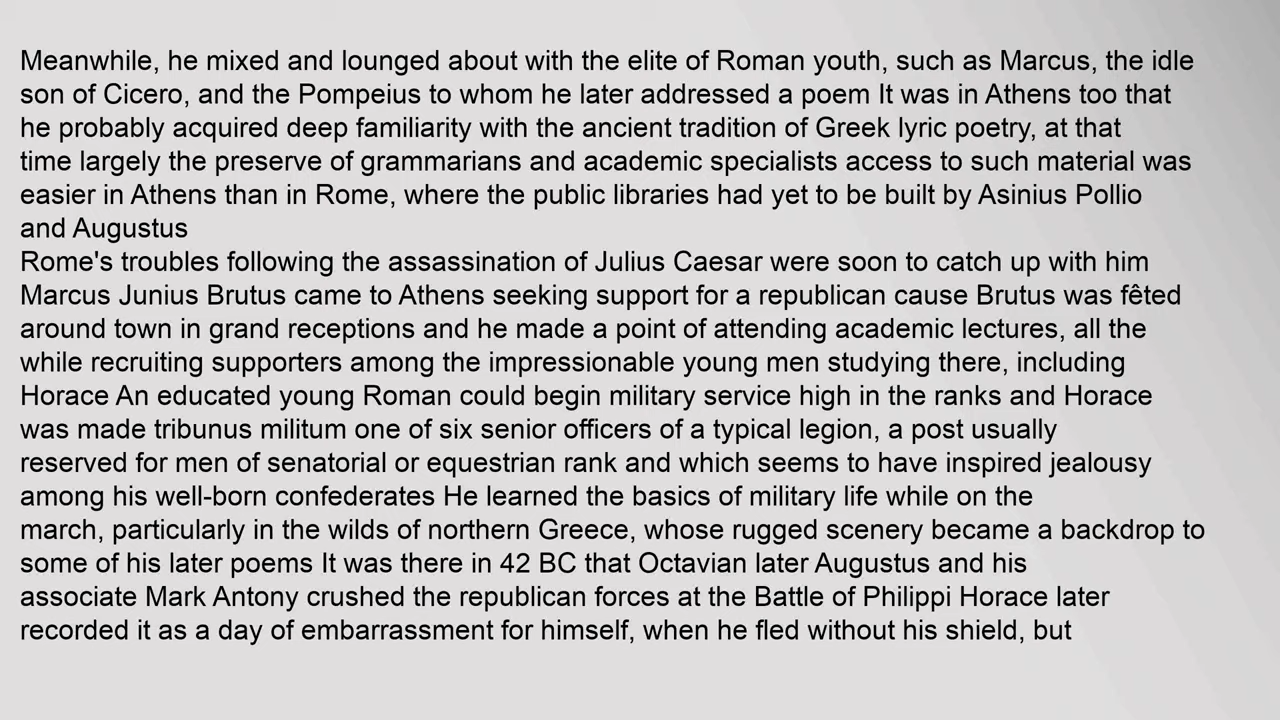 Meanwhile, he mixed and lounged about with the elite of Roman youth, such as Marcus, the idle
son of Cicero, and the Pompeius to whom he later addressed a poem It was in Athens too that
he probably acquired deep familiarity with the ancient tradition of Greek lyric poetry, at that
time largely the preserve of grammarians and academic specialists access to such material was
easier in Athens than in Rome, where the public libraries had yet to be built by Asinius Pollio
and Augustus
Rome's troubles following the assassination of Julius Caesar were soon to catch up with him
Marcus Junius Brutus came to Athens seeking support for a republican cause Brutus was fêted
around town in grand receptions and he made a point of attending academic lectures, all the
while recruiting supporters among the impressionable young men studying there, including
Horace An educated young Roman could begin military service high in the ranks and Horace
was made tribunus militum one of six senior officers of a typical legion, a post usually
reserved for men of senatorial or equestrian rank and which seems to have inspired jealousy
among his well-born confederates He learned the basics of military life while on the
march, particularly in the wilds of northern Greece, whose rugged scenery became a backdrop to
some of his later poems It was there in 42 BC that Octavian later Augustus and his
associate Mark Antony crushed the republican forces at the Battle of Philippi Horace later
recorded it as a day of embarrassment for himself, when he fled without his shield, but